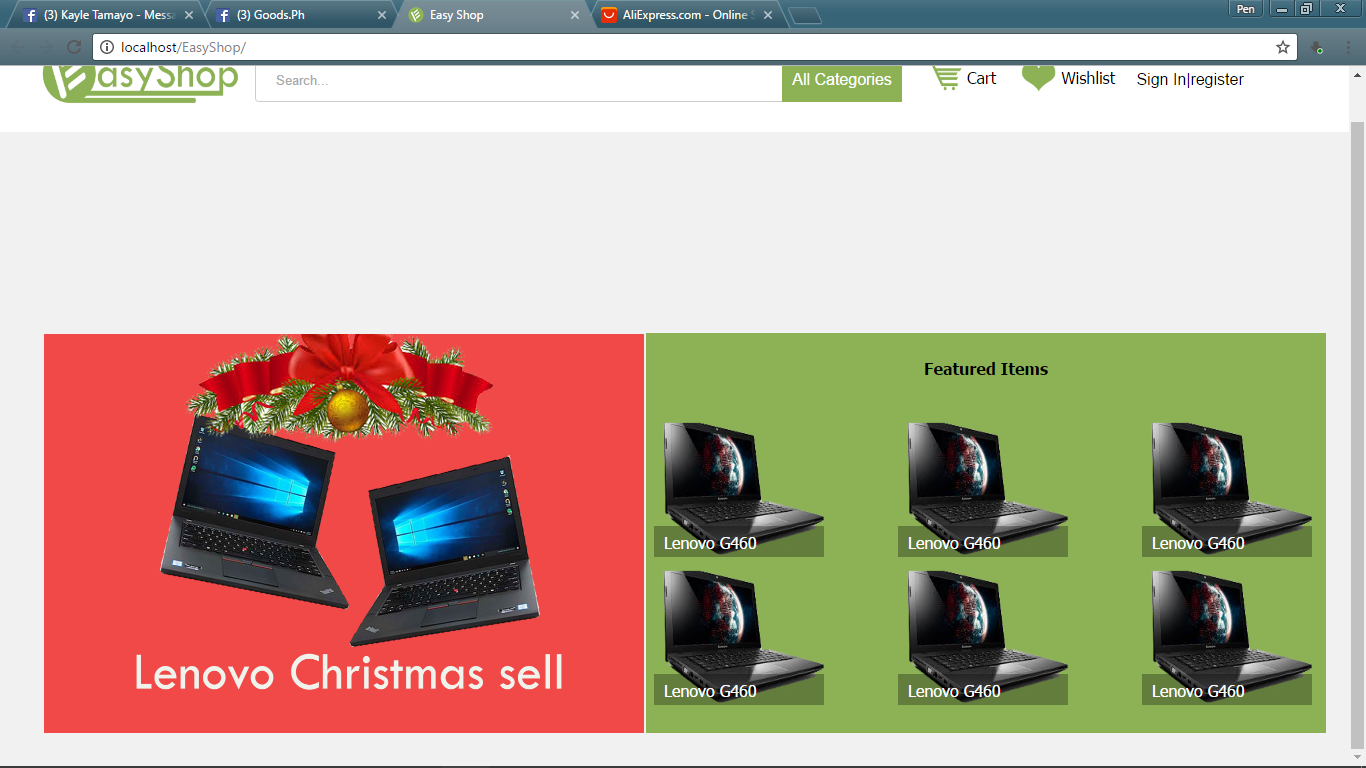 (3) Kayle Tamayo - Messa
(3) Goods.Ph
Easy Shop
AliExpress.com - Online S
Pen
localhost/EasyShop/
EasyShop
Search...
All Categories
Cart
Wishlist
Sign In|register
Featured Items
Lenovo G460
Lenovo G460
Lenovo G460
Lenovo G460
Lenovo G460
Lenovo G460
Lenovo Christmas sell